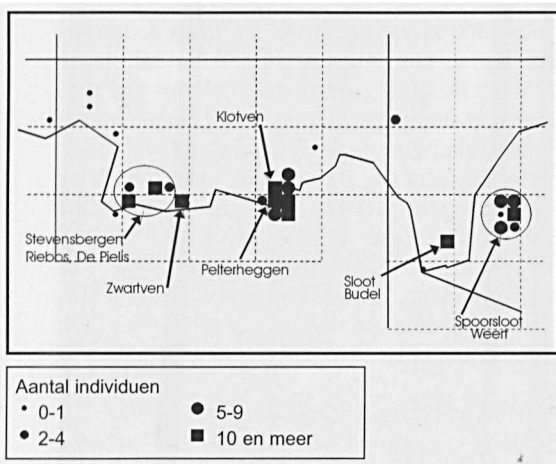 Klotven
Stevensbergen
Riebos, De Pielis
Zwartven
Pelterheggen
Sloot
Budel
Spoorsloot
Weert
Aantal individuen
0-1
2-4
5-9
10 en meer